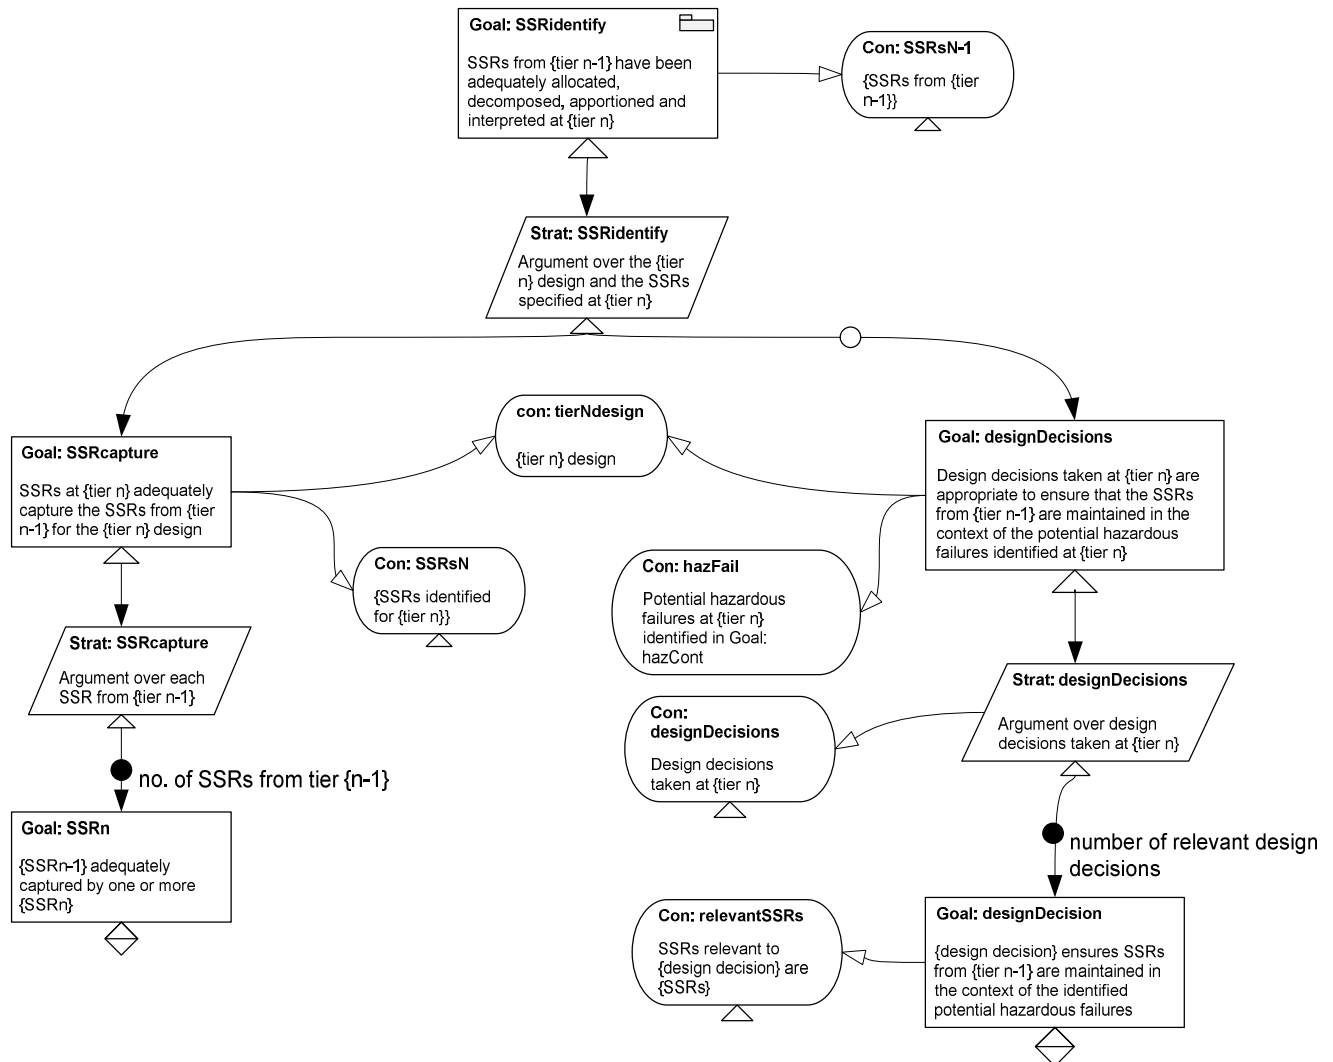 Goal: SSRidentify
SSRs from {tier n-1} have been
adequately allocated,
decomposed, apportioned and
interpreted at {tier n}
Con: SSRsN-1
{SSRs from {tier
n-1}}
Strat: SSRidentify
Argument over the {tier
n} design and the SSRs
specified at {tier n}
con: tierNdesign
{tier n} design
Goal: SSRcapture
SSRs at {tier n} adequately
capture the SSRs from {tier
n-1} for the {tier n} design
Goal: designDecisions
Design decisions taken at {tier n} are
appropriate to ensure that the SSRs
from {tier n-1} are maintained in the
context of the potential hazardous
failures identified at {tier n}
Con: SSRsN
{SSRs identified
for {tier n}}
Con: hazFail
Potential hazardous
failures at {tier n}
identified in Goal:
hazCont
Strat: SSRcapture
Argument over each
SSR from {tier n-1}
Strat: designDecisions
Argument over design
decisions taken at {tier n}
Con:
designDecisions
Design decisions
taken at {tier n}
no. of SSRs from tier {n-1}
number of relevant design
decisions
Goal: SSRn
{SSRn-1} adequately
captured by one or more
{SSRn}
Con: relevantSSRs
SSRs relevant to
{design decision} are
{SSRs}
Goal: designDecision
{design decision} ensures SSRs
from {tier n-1} are maintained in
the context of the identified
potential hazardous failures